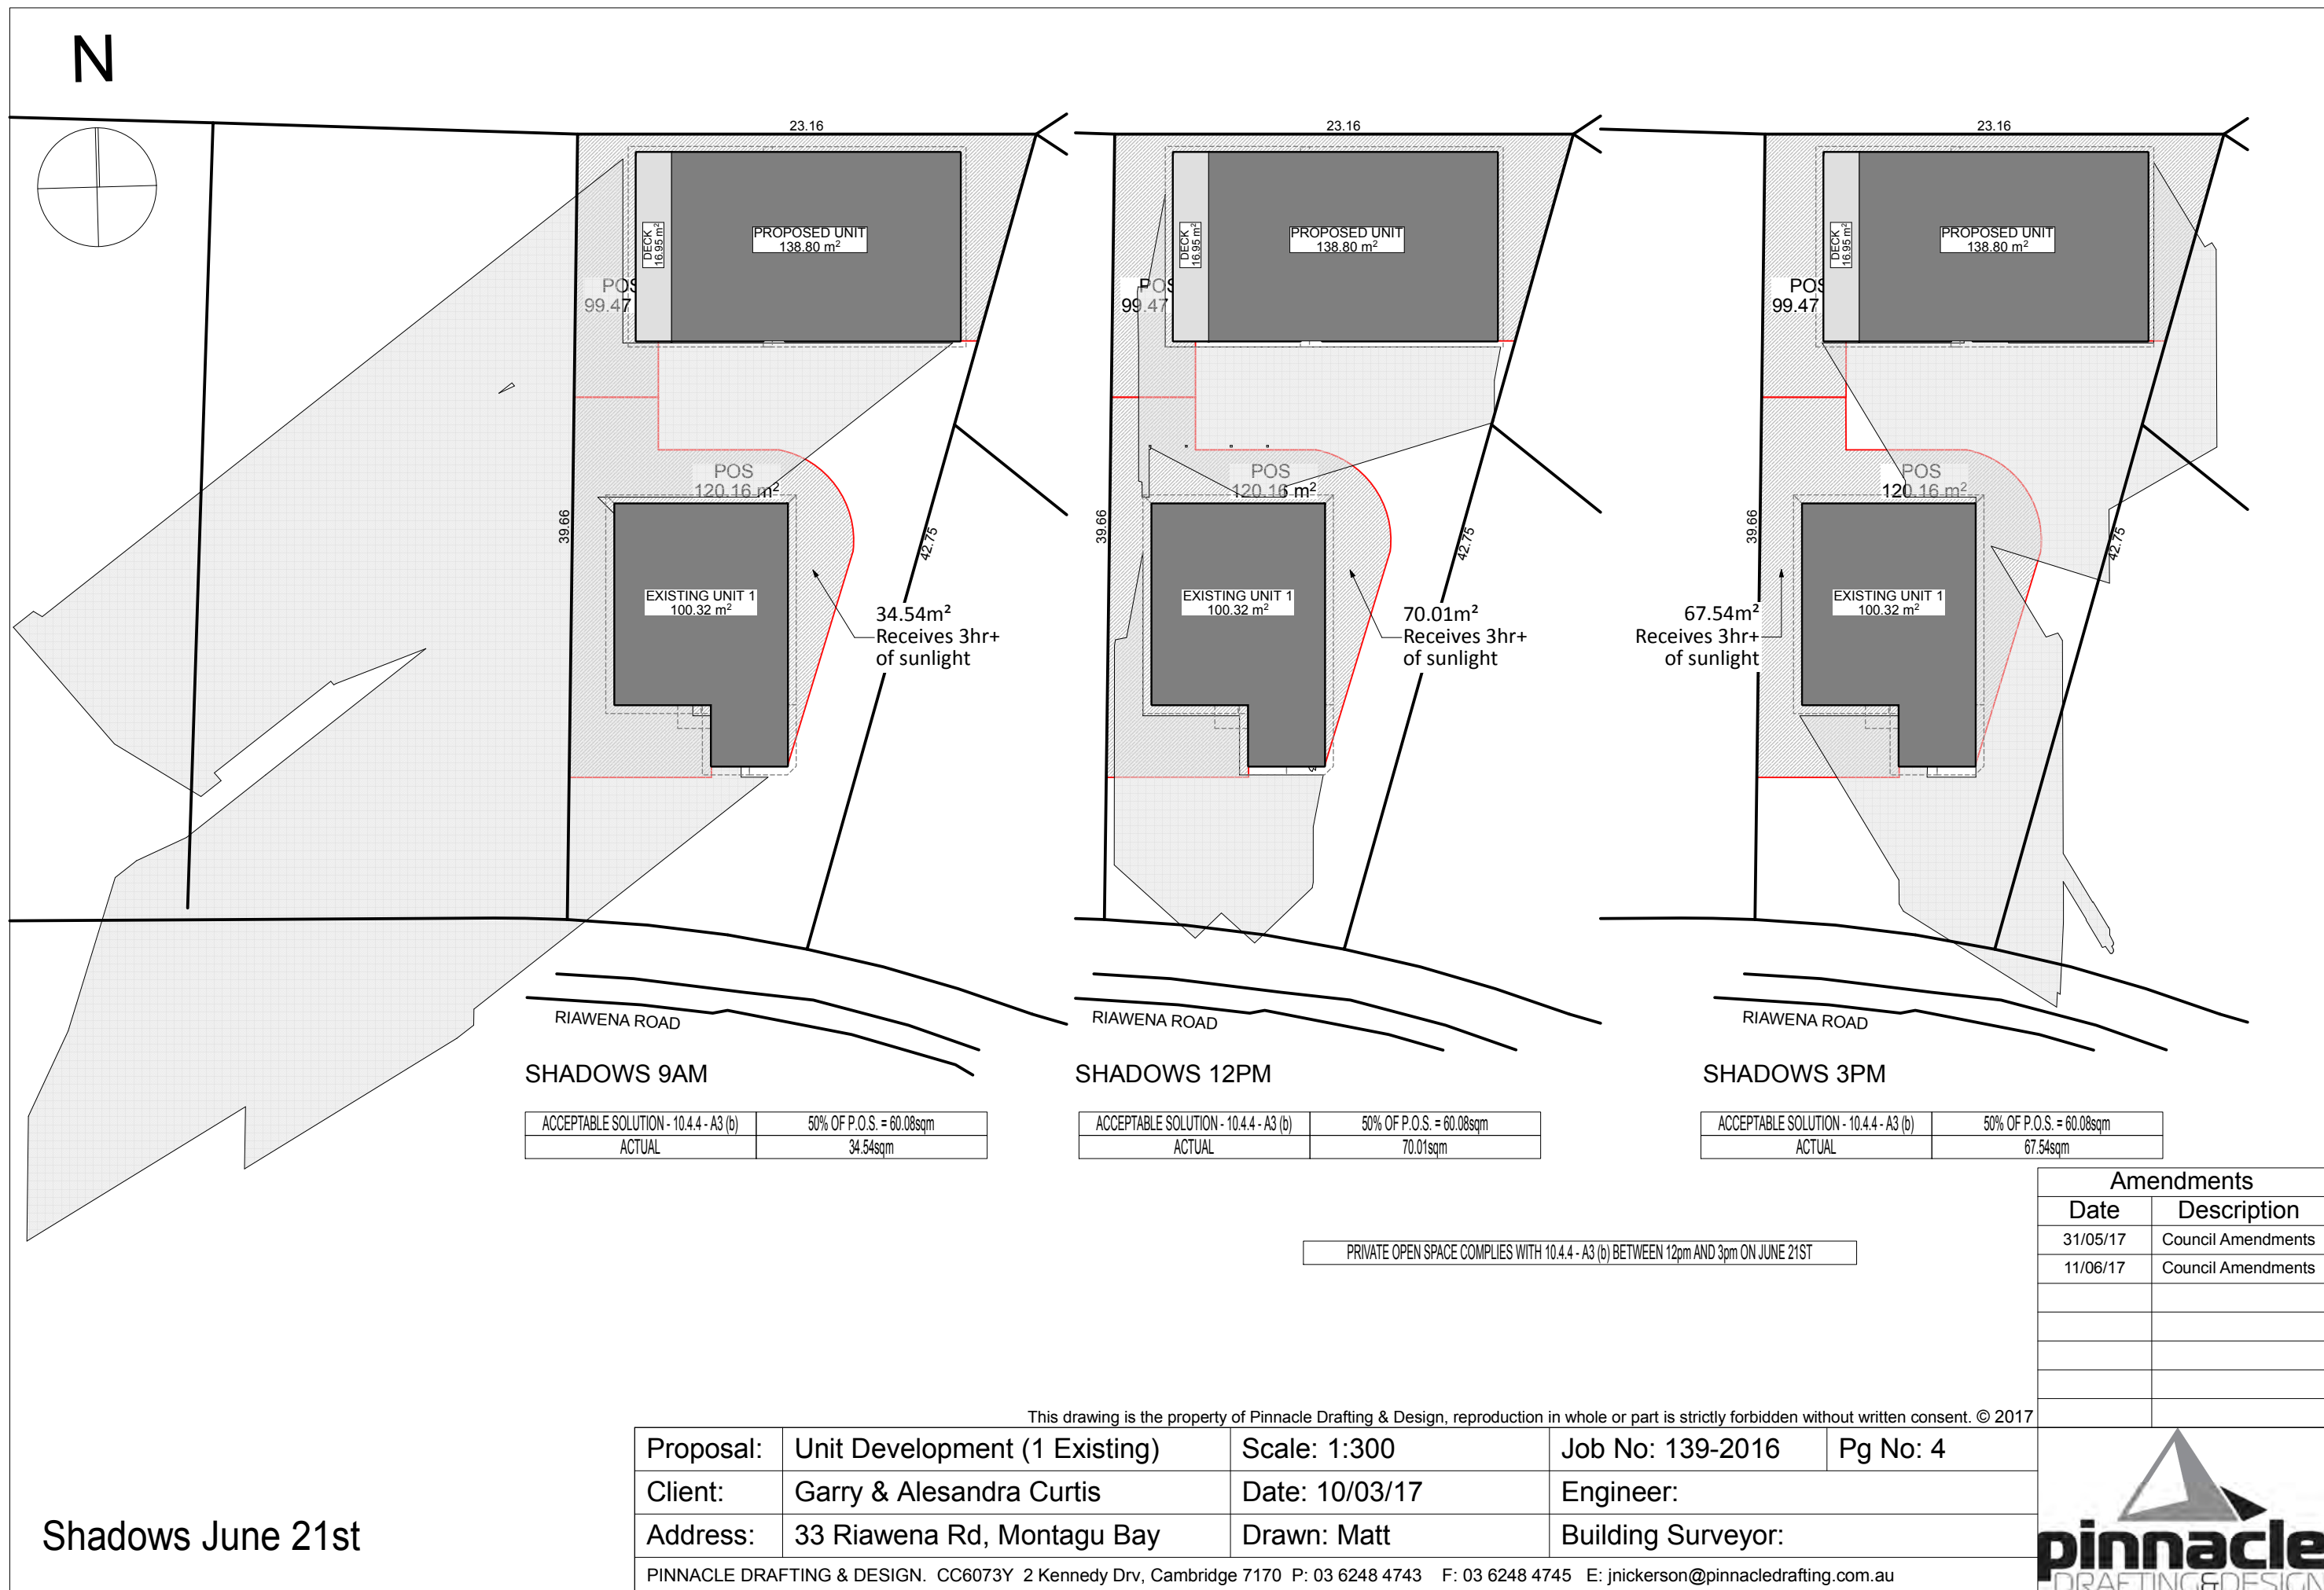 N
23.16
DECK
16.95 m²
PROPOSED UNIT
138.80 m²
POS
99.47
POS
120.16 m²
39.66
42.75
EXISTING UNIT 1
100.32 m²
34.54m²
Receives 3hr+
of sunlight
RIAWENA ROAD
SHADOWS 9AM
ACCEPTABLE SOLUTION - 10.4.4 - A3 (b) 50% OF P.O.S. = 60.08sqm
ACTUAL 34.54sqm
23.16
DECK
16.95 m²
PROPOSED UNIT
138.80 m²
POS
99.47
POS
120.16 m²
39.66
42.75
EXISTING UNIT 1
100.32 m²
70.01m²
Receives 3hr+
of sunlight
RIAWENA ROAD
SHADOWS 12PM
ACCEPTABLE SOLUTION - 10.4.4 - A3 (b) 50% OF P.O.S. = 60.08sqm
ACTUAL 70.01sqm
23.16
DECK
16.95 m²
PROPOSED UNIT
138.80 m²
POS
99.47
POS
120.16 m²
39.66
42.75
EXISTING UNIT 1
100.32 m²
67.54m²
Receives 3hr+
of sunlight
RIAWENA ROAD
SHADOWS 3PM
ACCEPTABLE SOLUTION - 10.4.4 - A3 (b) 50% OF P.O.S. = 60.08sqm
ACTUAL 67.54sqm
PRIVATE OPEN SPACE COMPLIES WITH 10.4.4 - A3 (b) BETWEEN 12pm AND 3pm ON JUNE 21ST
Amendments
Date Description
31/05/17 Council Amendments
11/06/17 Council Amendments
This drawing is the property of Pinnacle Drafting & Design, reproduction in whole or part is strictly forbidden without written consent. © 2017
Proposal: Unit Development (1 Existing) Scale: 1:300 Job No: 139-2016 Pg No: 4
Client: Garry & Alesandra Curtis Date: 10/03/17 Engineer:
Address: 33 Riawena Rd, Montagu Bay Drawn: Matt Building Surveyor:
PINNACLE DRAFTING & DESIGN. CC6073Y 2 Kennedy Drv, Cambridge 7170 P: 03 6248 4743 F: 03 6248 4745 E: jnickerson@pinnacledrafting.com.au
Shadows June 21st
pinnacle
DRAFTING&DESIGN